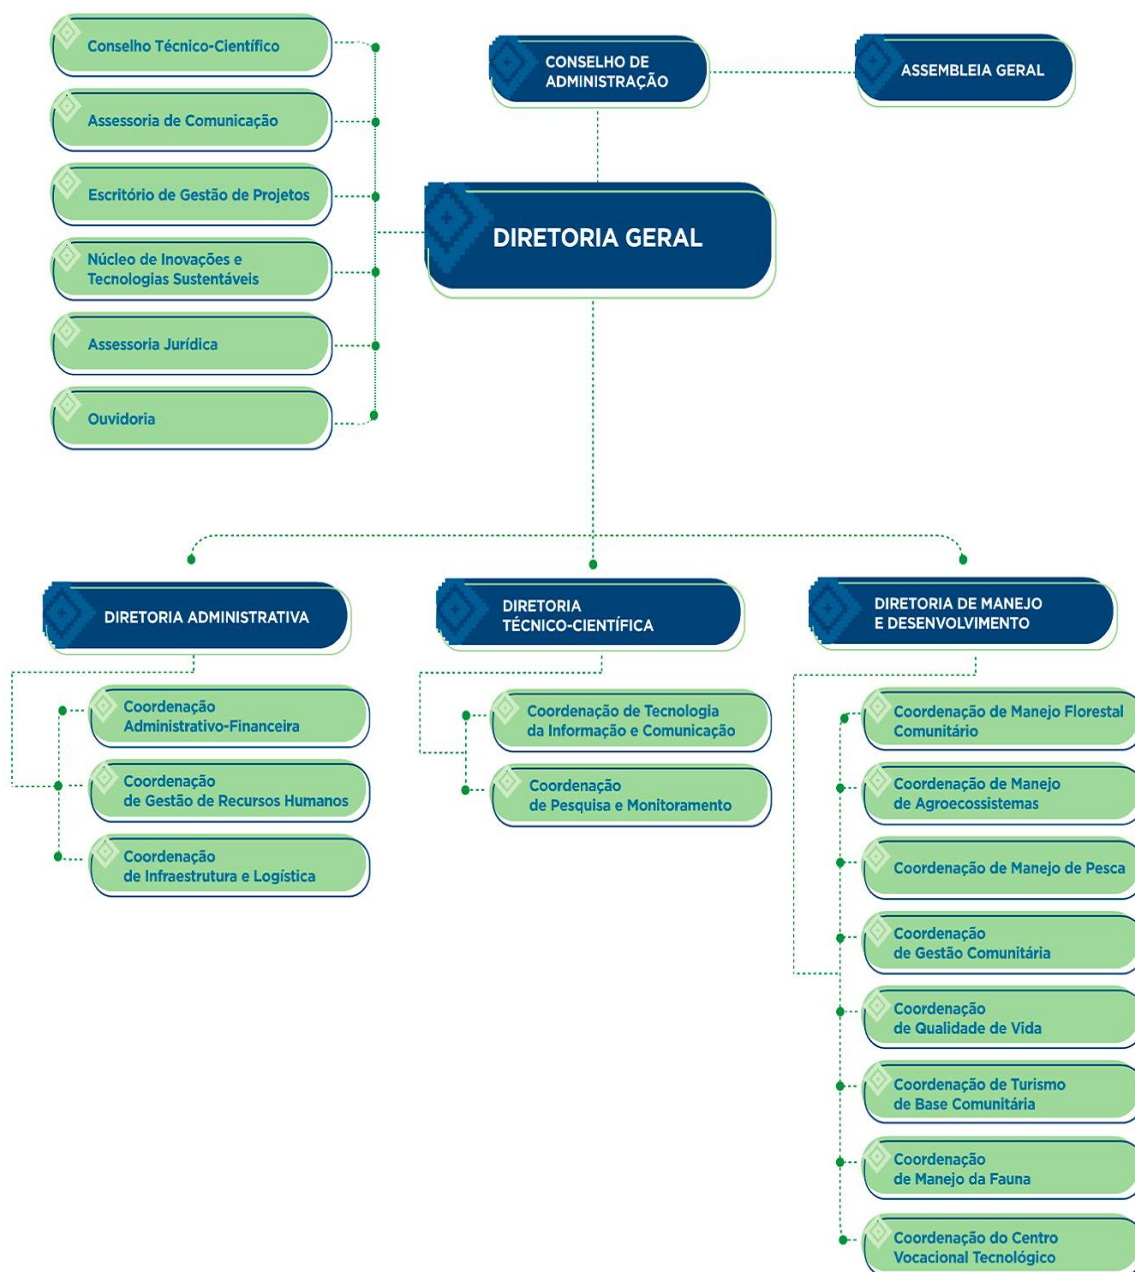 Conselho Técnico-Científico
Assessoria de Comunicação
Escritório de Gestão de Projetos
Núcleo de Inovações e
Tecnologias Sustentáveis
Assessoria Jurídica
Ouvidoria
CONSELHO DE
ADMINISTRAÇÃO
ASSEMBLEIA GERAL
DIRETORIA GERAL
DIRETORIA ADMINISTRATIVA
Coordenação
Administrativo-Financeira
Coordenação
de Gestão de Recursos Humanos
Coordenação
de Infraestrutura e Logística
DIRETORIA
TÉCNICO-CIENTÍFICA
Coordenação de Tecnologia
da Informação e Comunicação
Coordenação
de Pesquisa e Monitoramento
DIRETORIA DE MANEJO
E DESENVOLVIMENTO
Coordenação de Manejo Florestal
Comunitário
Coordenação de Manejo
de Agroecossistemas
Coordenação de Manejo de Pesca
Coordenação
de Gestão Comunitária
Coordenação
de Qualidade de Vida
Coordenação de Turismo
de Base Comunitária
Coordenação
de Manejo da Fauna
Coordenação do Centro
Vocacional Tecnológico